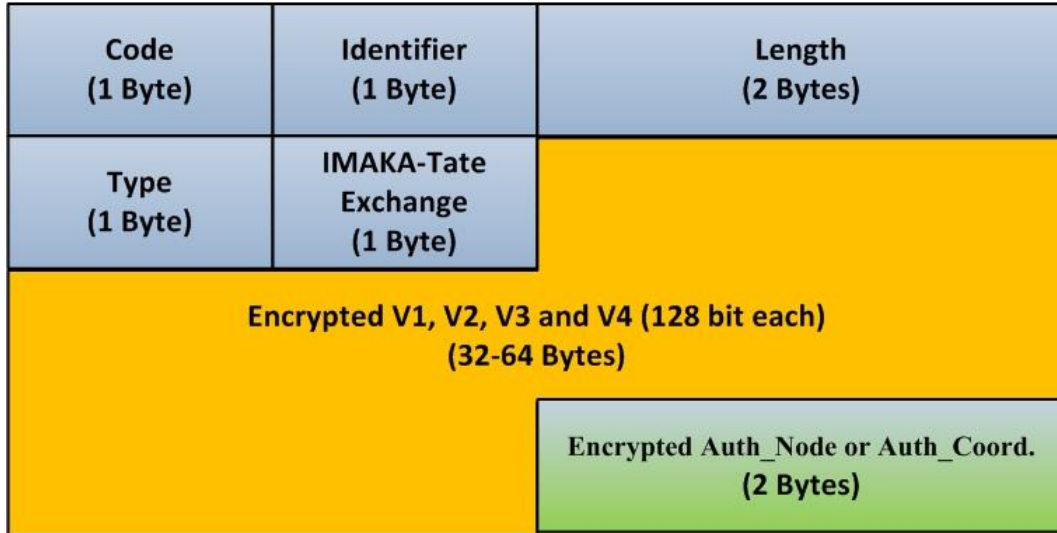 Code
(1 Byte)
Identifier
(1 Byte)
Length
(2 Bytes)
Type
(1 Byte)
IMAKA-Tate
Exchange
(1 Byte)
Encrypted V1, V2, V3 and V4 (128 bit each)
(32-64 Bytes)
Encrypted Auth_Node or Auth_Coord.
(2 Bytes)